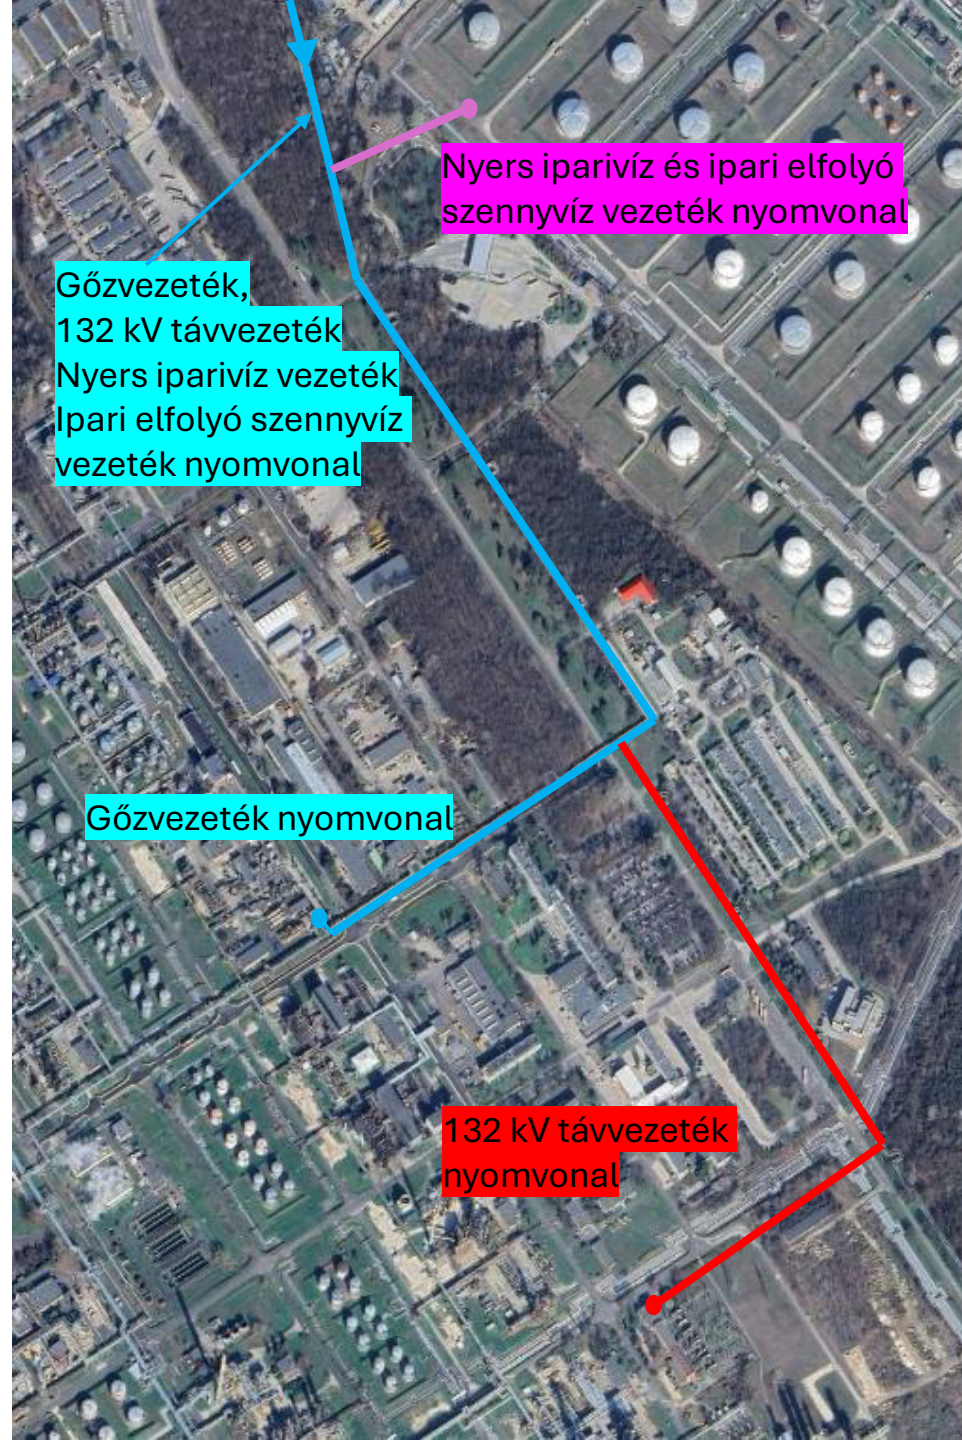 Nyers iparivíz és ipari elfolyó
szennyvíz vezeték nyomvonal
Gőzvezeték,
132 kV távvezeték
Nyers iparivíz vezeték
Ipari elfolyó szennyvíz
vezeték nyomvonal
Gőzvezeték nyomvonal
132 kV távvezeték
nyomvonal